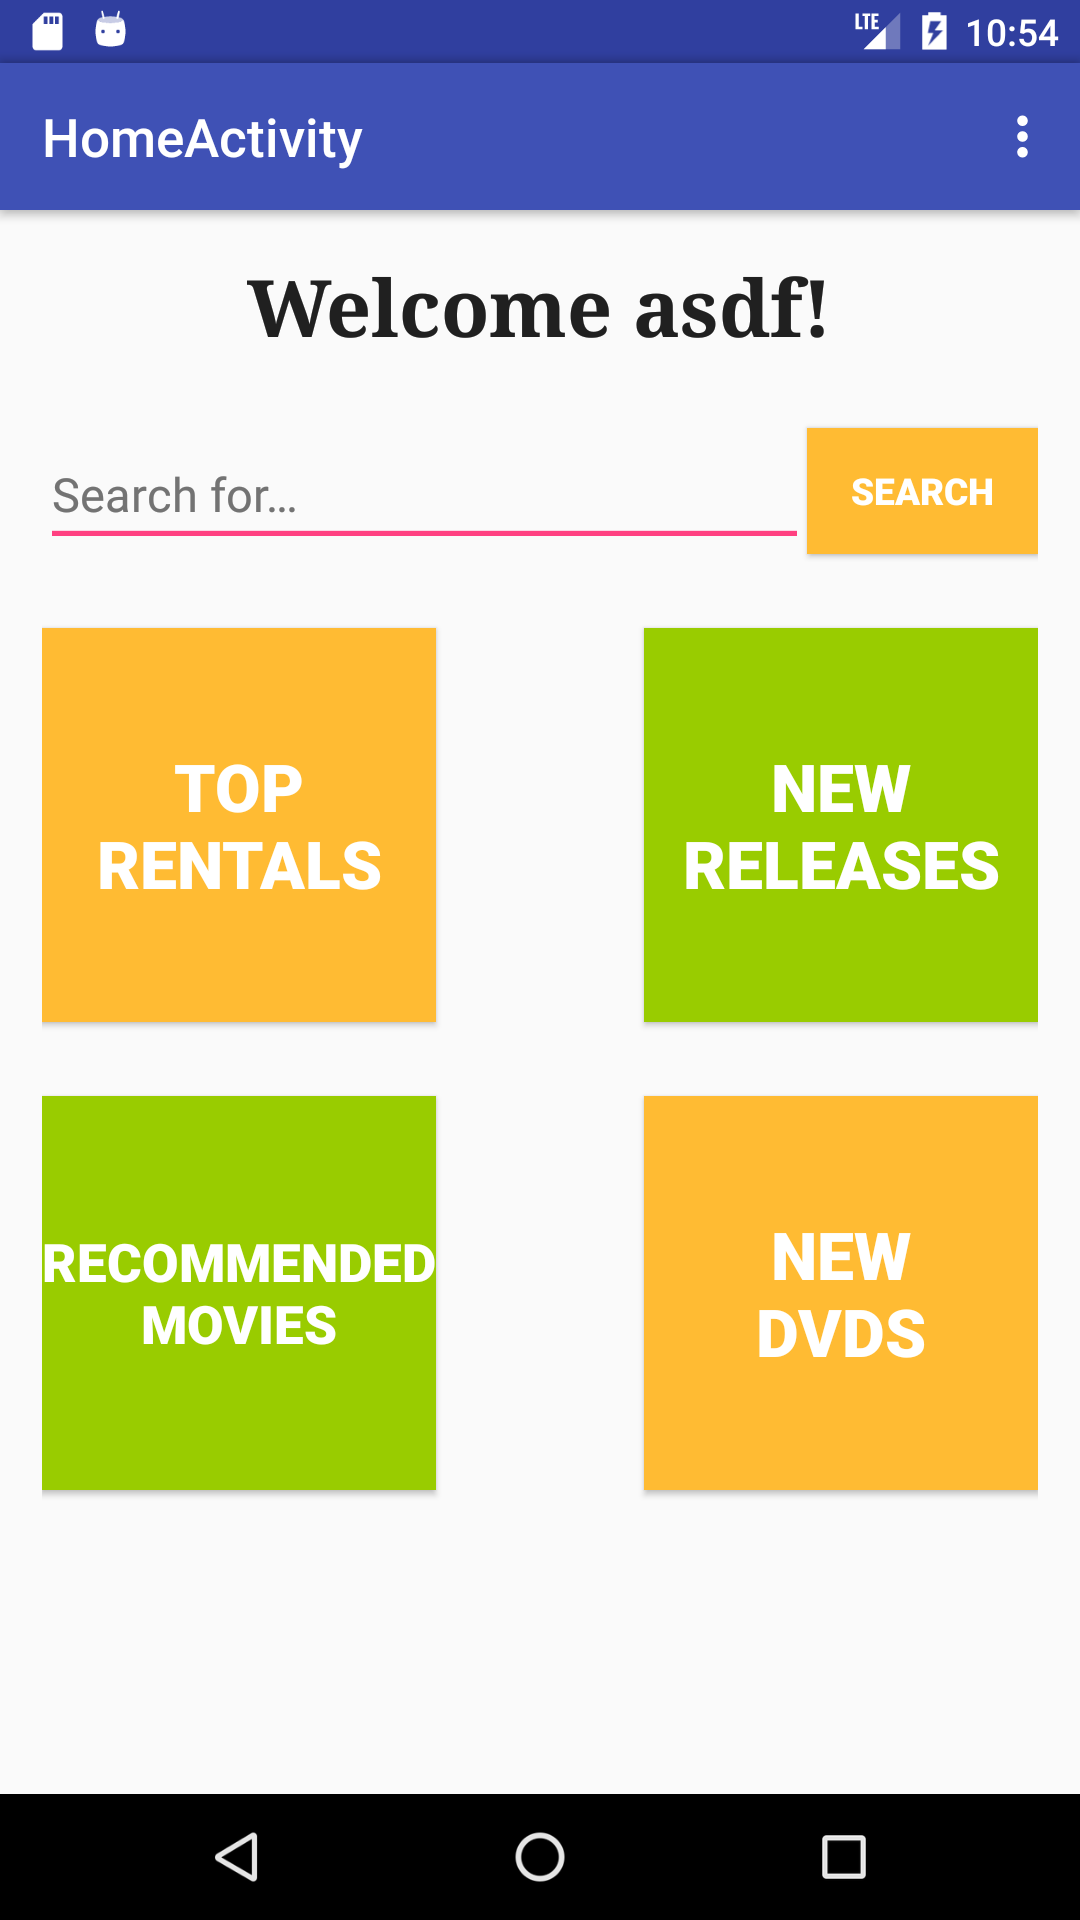 LTE 10:54
HomeActivity
Welcome asdf!
Search for...
SEARCH
TOP
RENTALS
NEW
RELEASES
RECOMMENDED
MOVIES
NEW
DVDS